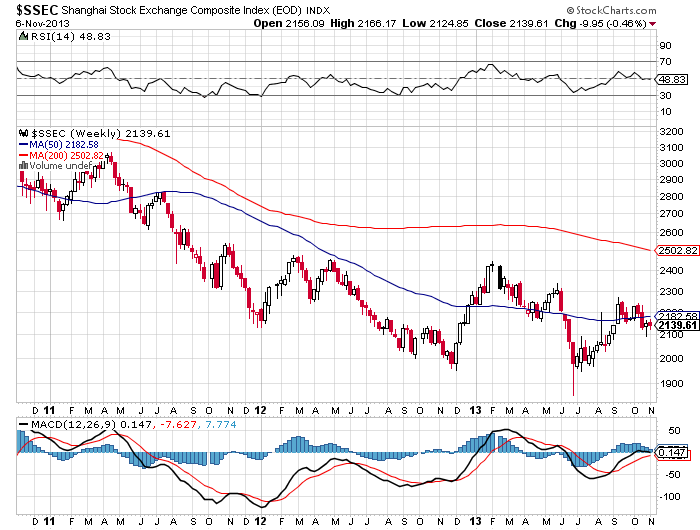 $SSEC Shanghai Stock Exchange Composite Index (EOD) INDX © StockCharts.com
6-Nov-2013 Open 2156.09 High 2166.17 Low 2124.85 Close 2139.61 Chg -9.95 (-0.46%)
RSI(14) 48.83
90
70
50
48.83
30
10
$SSEC (Weekly) 2139.61
MA(50) 2182.58
MA(200) 2502.82
Volume undef
3200
3100
3000
2900
2800
2700
2600
2502.82
2400
2300
2182.58
2139.61
2100
2000
1900
D 11 F M A M J J A S O N D 12 F M A M J J A S O N D 13 F M A M J J A S O N
MACD(12,26,9) 0.147, -7.627, 7.774
50
0.147
-50
-100
D 11 F M A M J J A S O N D 12 F M A M J J A S O N D 13 F M A M J J A S O N